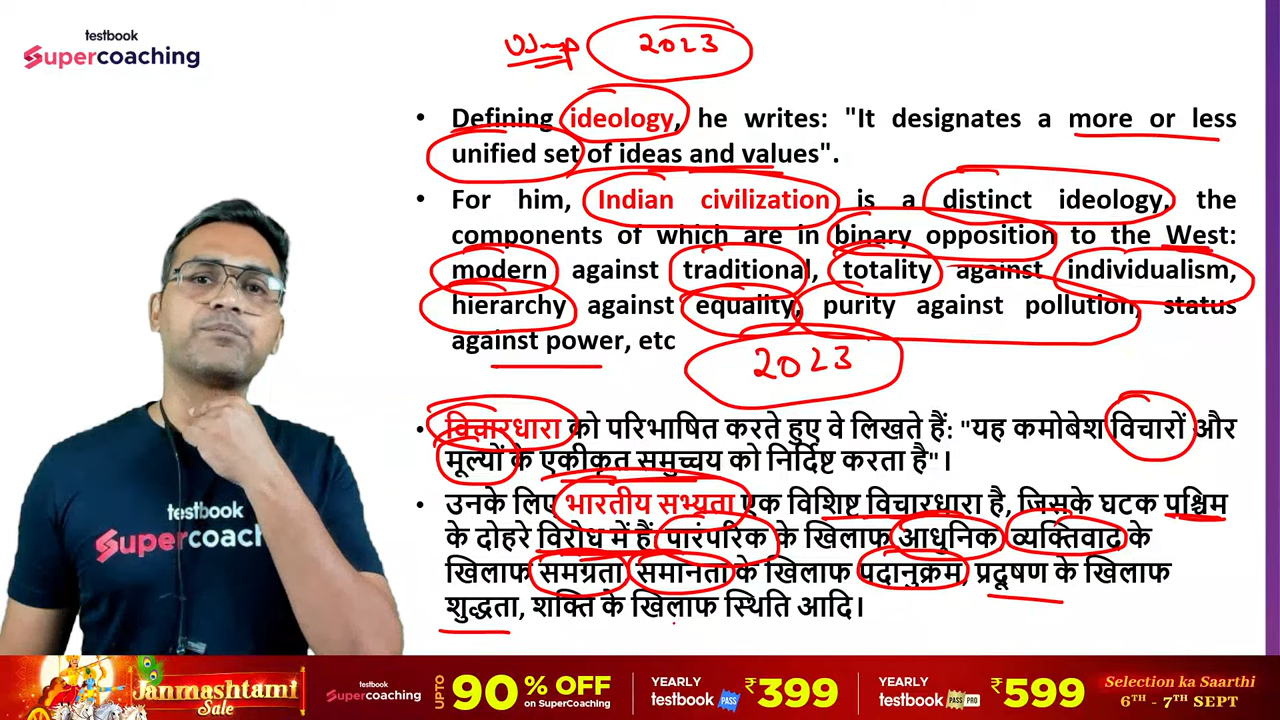 testbook
Supercoaching
V Imp 2023
• Defining ideology, he writes: "It designates a more or less
unified set of ideas and values".
• For him, Indian civilization is a distinct ideology, the
components of which are in binary opposition to the West:
modern against traditional, totality against individualism,
hierarchy against equality, purity against pollution, status
against power, etc
2023
• विचारधारा को परिभाषित करते हुए वे लिखते हैं: "यह कमोबेश विचारों और
मूल्यों के एकीकृत समुच्चय को निर्दिष्ट करता है"।
• उनके लिए भारतीय सभ्यता एक विशिष्ट विचारधारा है, जिसके घटक पश्चिम
के दोहरे विरोध में हैं पारंपरिक के खिलाफ आधुनिक व्यक्तिवाद के
खिलाफ समग्रता समानता के खिलाफ पदानुक्रम, प्रदूषण के खिलाफ
शुद्धता, शक्ति के खिलाफ स्थिति आदि।
testbook
Supercoaching
Janmashtami
Sale
testbook
Supercoaching
UPTO 90% OFF
on SuperCoaching
YEARLY
testbook PASS
₹399
YEARLY
testbook PASS PRO
₹599
Selection ka Saarthi
6TH - 7TH SEPT